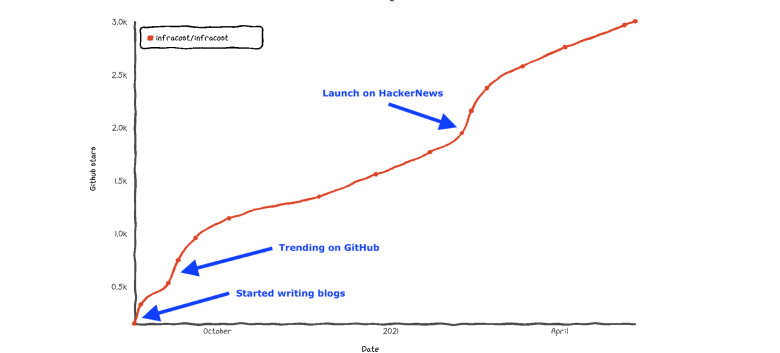 3.0k
infracost/infracost
2.5k
Launch on HackerNews
2.0k
Github stars
1.5k
1.0k
Trending on GitHub
0.5k
Started writing blogs
October
2021
April
Date